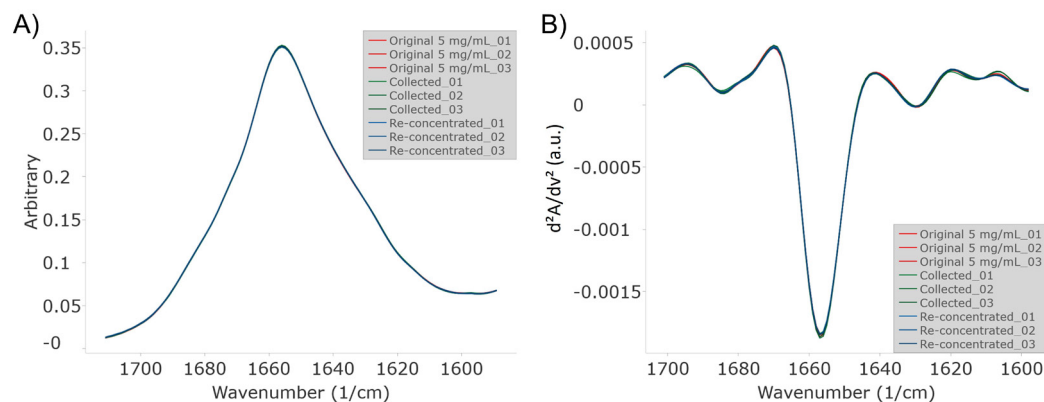 A)
0.35
0.3
0.25
0.2
0.15
0.1
0.05
-0
Arbitrary
1700
1680
1660
1640
1620
1600
Wavenumber (1/cm)
Original 5 mg/mL_01
Original 5 mg/mL_02
Original 5 mg/mL_03
Collected_01
Collected_02
Collected_03
Re-concentrated_01
Re-concentrated_02
Re-concentrated_03
B)
0.0005
0
-0.0005
-0.001
-0.0015
d²A/dv² (a.u.)
1700
1680
1660
1640
1620
1600
Wavenumber (1/cm)
Original 5 mg/mL_01
Original 5 mg/mL_02
Original 5 mg/mL_03
Collected_01
Collected_02
Collected_03
Re-concentrated_01
Re-concentrated_02
Re-concentrated_03